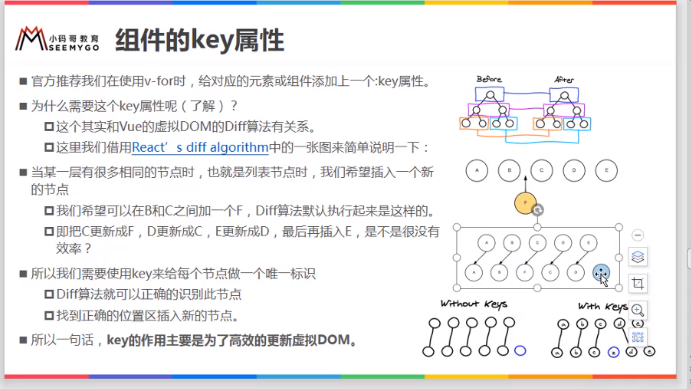 小码哥教育
SEEMYGO
组件的key属性
官方推荐我们在使用v-for时，给对应的元素或组件添加上一个:key属性。
为什么需要这个key属性呢（了解）？
这个其实和Vue的虚拟DOM的Diff算法有关系。
这里我们借用React's diff algorithm中的一张图来简单说明一下：
当某一层有很多相同的节点时，也就是列表节点时，我们希望插入一个新
的节点
我们希望可以在B和C之间加一个F，Diff算法默认执行起来是这样的。
即把C更新成F，D更新成C，E更新成D，最后再插入E，是不是很没有
效率？
所以我们需要使用key来给每个节点做一个唯一标识
Diff算法就可以正确的识别此节点
找到正确的位置区插入新的节点。
所以一句话，key的作用主要是为了高效的更新虚拟DOM。
Before After
A B C D E
F
A B C D E
A B F C D
Without keys With keys